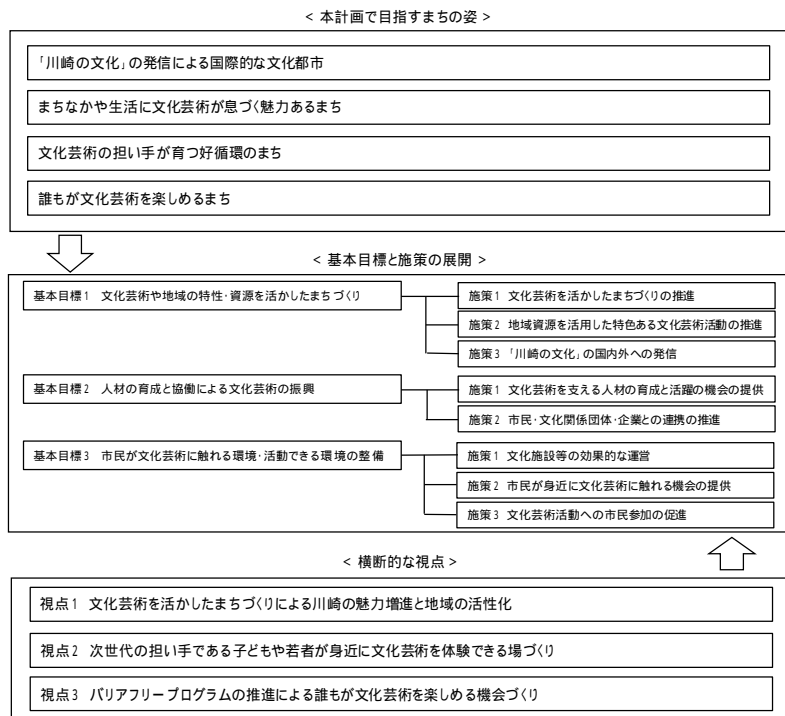 < 本計画で目指すまちの姿 >
「川崎の文化」の発信による国際的な文化都市
まちなかや生活に文化芸術が息づく魅力あるまち
文化芸術の担い手が育つ好循環のまち
誰もが文化芸術を楽しめるまち
< 基本目標と施策の展開 >
基本目標1 文化芸術や地域の特性・資源を活かしたまちづくり
施策1 文化芸術を活かしたまちづくりの推進
施策2 地域資源を活用した特色ある文化芸術活動の推進
施策3 「川崎の文化」の国内外への発信
基本目標2 人材の育成と協働による文化芸術の振興
施策1 文化芸術を支える人材の育成と活躍の機会の提供
施策2 市民・文化関係団体・企業との連携の推進
基本目標3 市民が文化芸術に触れる環境・活動できる環境の整備
施策1 文化施設等の効果的な運営
施策2 市民が身近に文化芸術に触れる機会の提供
施策3 文化芸術活動への市民参加の促進
< 横断的な視点 >
視点1 文化芸術を活かしたまちづくりによる川崎の魅力増進と地域の活性化
視点2 次世代の担い手である子どもや若者が身近に文化芸術を体験できる場づくり
視点3 バリアフリープログラムの推進による誰もが文化芸術を楽しめる機会づくり